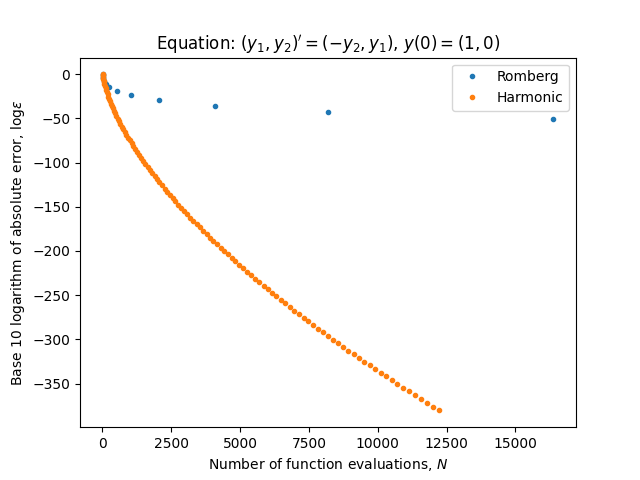 Equation: (y₁, y₂)′ = (−y₂, y₁), y(0) = (1, 0)
Romberg
Harmonic
Base 10 logarithm of absolute error, logε
0
−50
−100
−150
−200
−250
−300
−350
0 2500 5000 7500 10000 12500 15000
Number of function evaluations, N